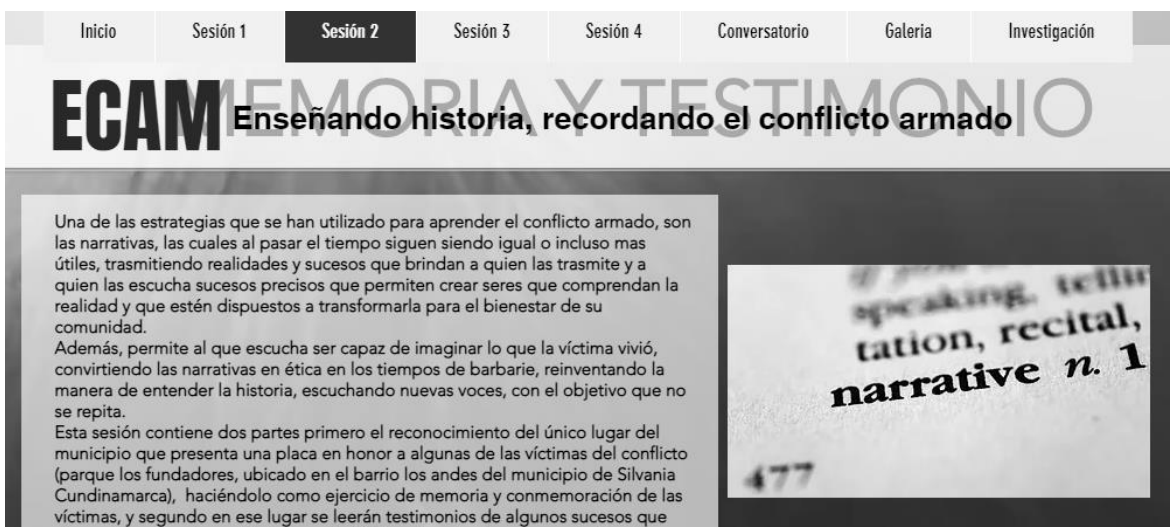 Inicio
Sesión 1
Sesión 2
Sesión 3
Sesión 4
Conversatorio
Galeria
Investigación
MEMORIA Y TESTIMONIO
ECAM
Enseñando historia, recordando el conflicto armado
Una de las estrategias que se han utilizado para aprender el conflicto armado, son
las narrativas, las cuales al pasar el tiempo siguen siendo igual o incluso mas
útiles, trasmitiendo realidades y sucesos que brindan a quien las trasmite y a
quien las escucha sucesos precisos que permiten crear seres que comprendan la
realidad y que estén dispuestos a transformarla para el bienestar de su
comunidad.
Además, permite al que escucha ser capaz de imaginar lo que la víctima vivió,
convirtiendo las narrativas en ética en los tiempos de barbarie, reinventando la
manera de entender la historia, escuchando nuevas voces, con el objetivo que no
se repita.
Esta sesión contiene dos partes primero el reconocimiento del único lugar del
municipio que presenta una placa en honor a algunas de las víctimas del conflicto
(parque los fundadores, ubicado en el barrio los andes del municipio de Silvania
Cundinamarca), haciéndolo como ejercicio de memoria y conmemoración de las
víctimas, y segundo en ese lugar se leerán testimonios de algunos sucesos que
speaking, tellin
tation, recital,
narrative n. 1
477